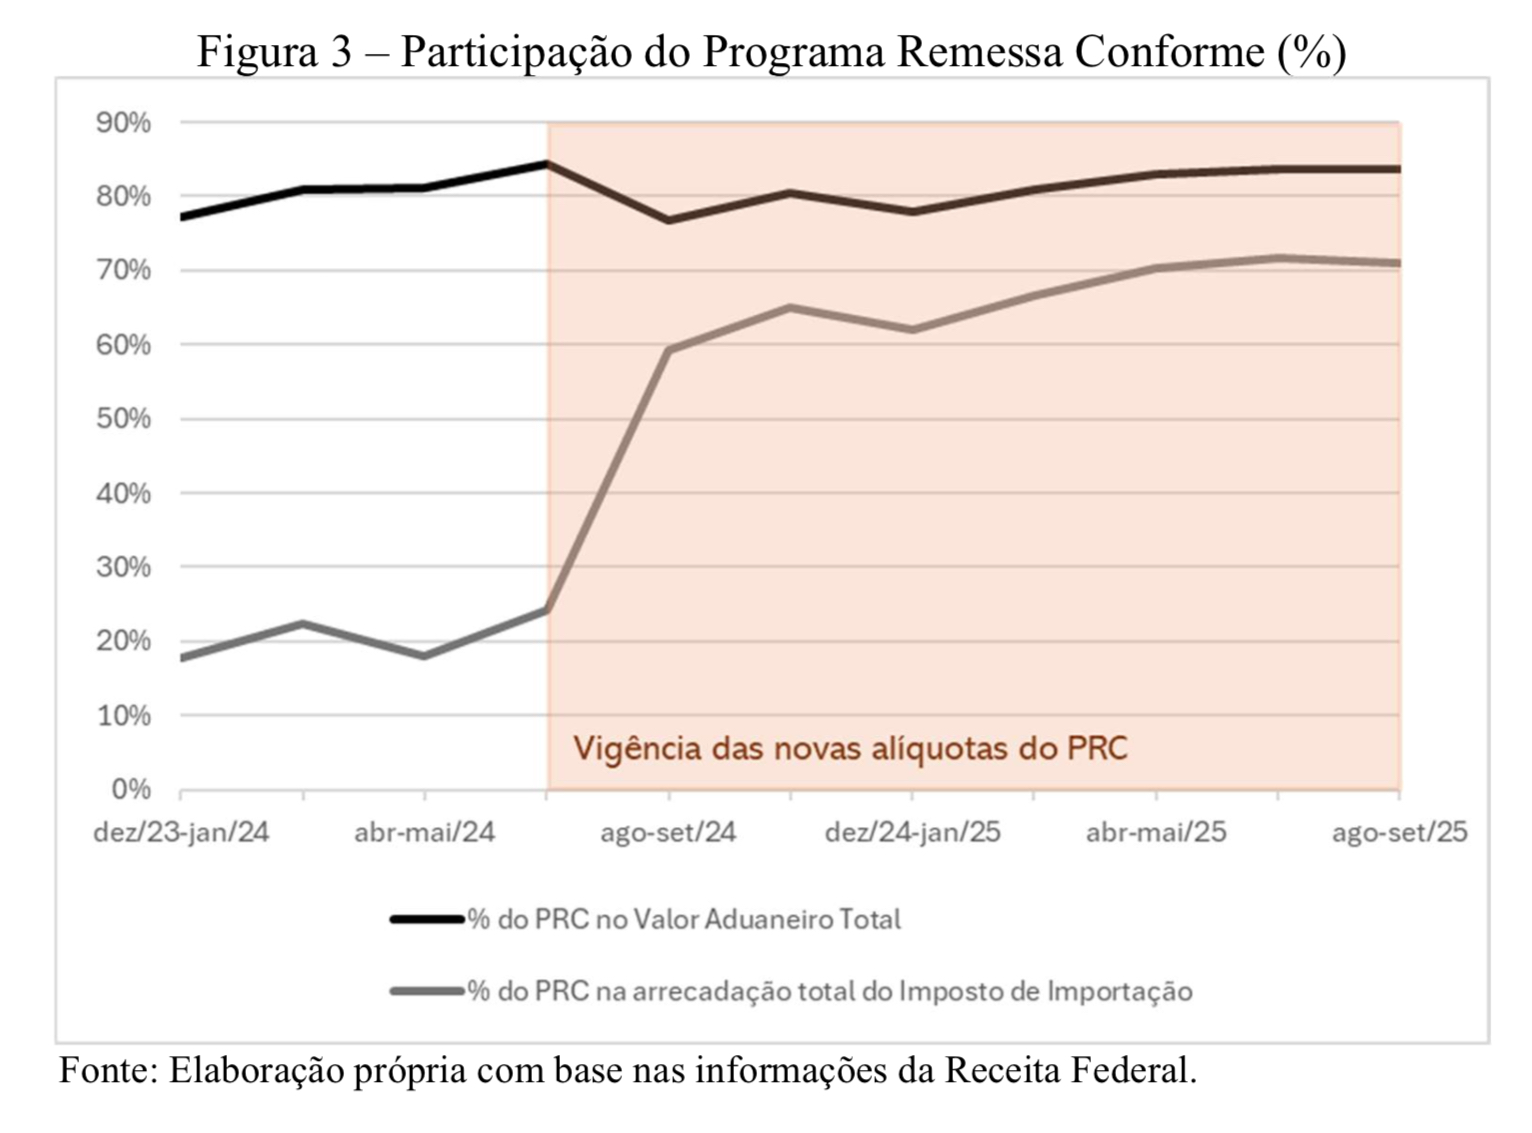 Figura 3 – Participação do Programa Remessa Conforme (%)
90%
80%
70%
60%
50%
40%
30%
20%
10%
0%
Vigência das novas alíquotas do PRC
dez/23-jan/24 abr-mai/24 ago-set/24 dez/24-jan/25 abr-mai/25 ago-set/25
% do PRC no Valor Aduaneiro Total
% do PRC na arrecadação total do Imposto de Importação
Fonte: Elaboração própria com base nas informações da Receita Federal.